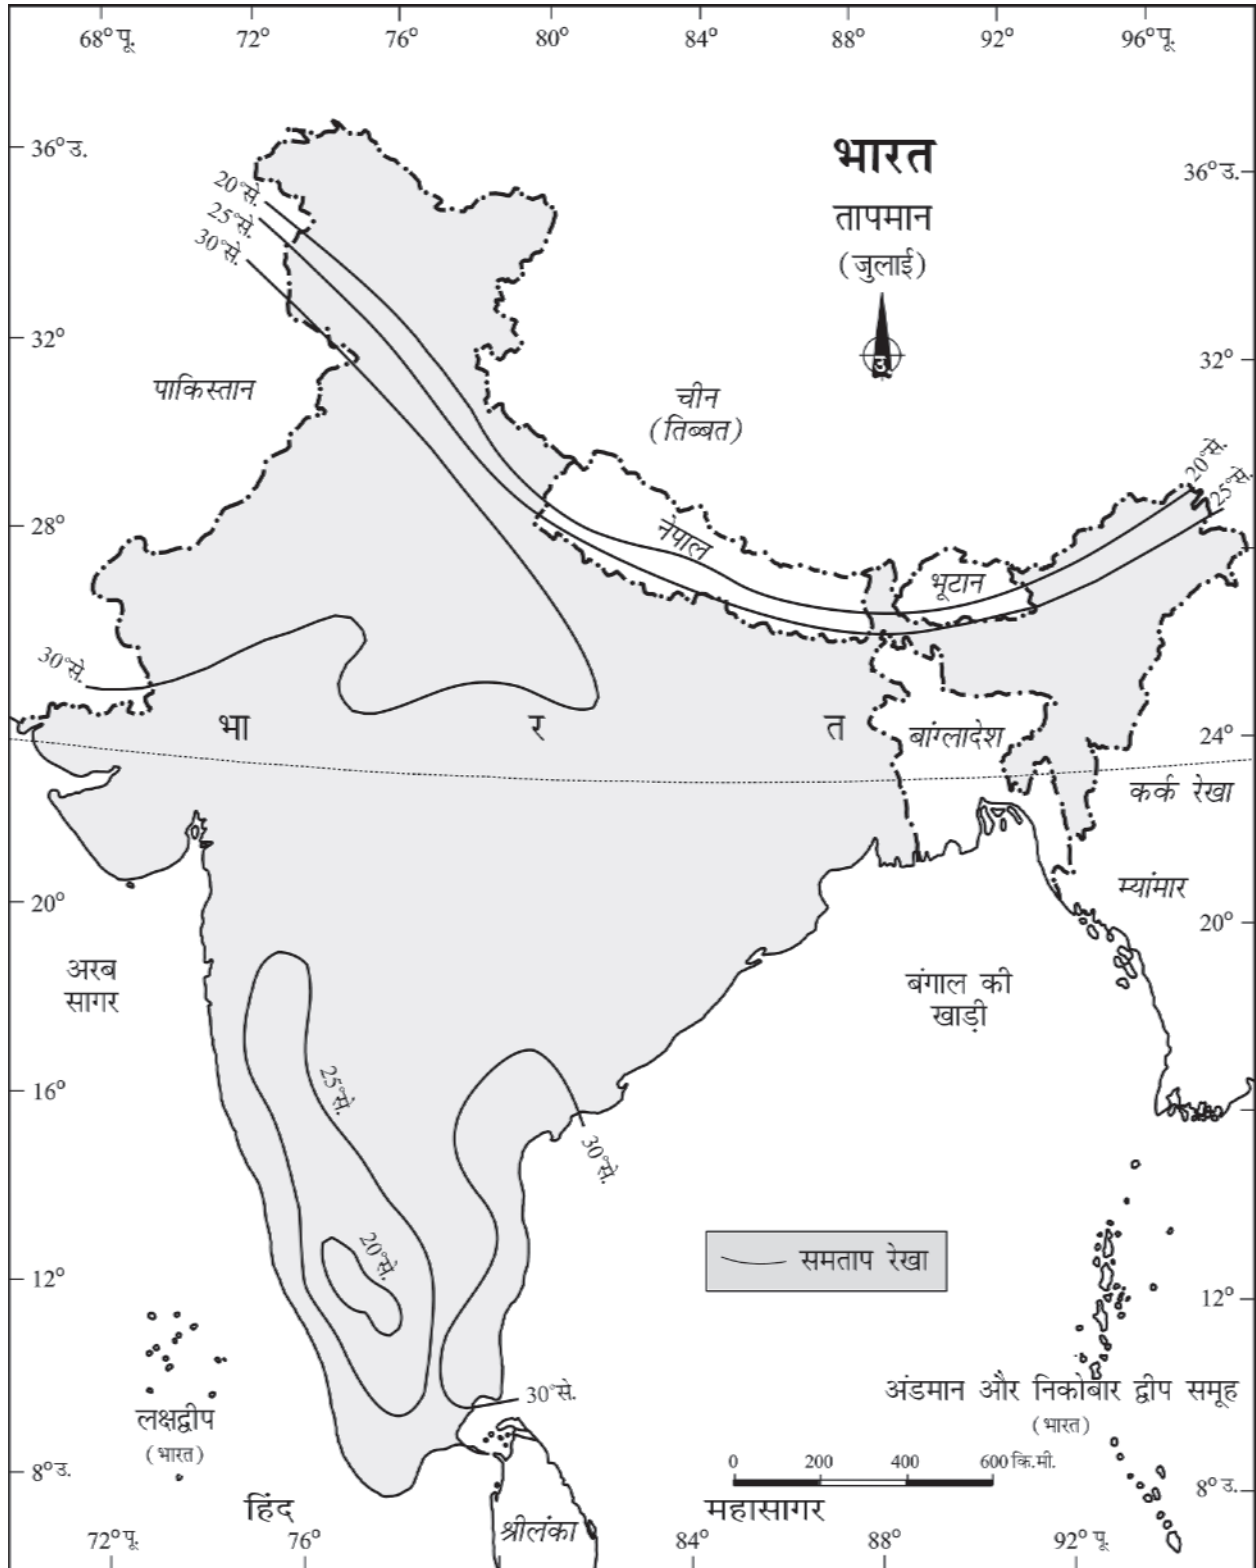 68°पू.
72°
76°
80°
84°
88°
92°
96°पू.
36°उ.
भारत
36°उ.
20°से.
तापमान
25°से.
(जुलाई)
30°से.
उ
32°
32°
पाकिस्तान
चीन
(तिब्बत)
20°से.
25°से.
28°
नेपाल
भूटान
30°से.
भा
र
त
बांग्लादेश
24°
कर्क रेखा
म्यांमार
20°
20°
अरब
सागर
बंगाल की
खाड़ी
16°
25°से.
30°से.
20°से.
समताप रेखा
12°
12°
30°से.
अंडमान और निकोबार द्वीप समूह
(भारत)
लक्षद्वीप
(भारत)
0
200
400
600 कि.मी.
8°उ.
8°उ.
हिंद
महासागर
श्रीलंका
72°पू.
76°
84°
88°
92°पू.